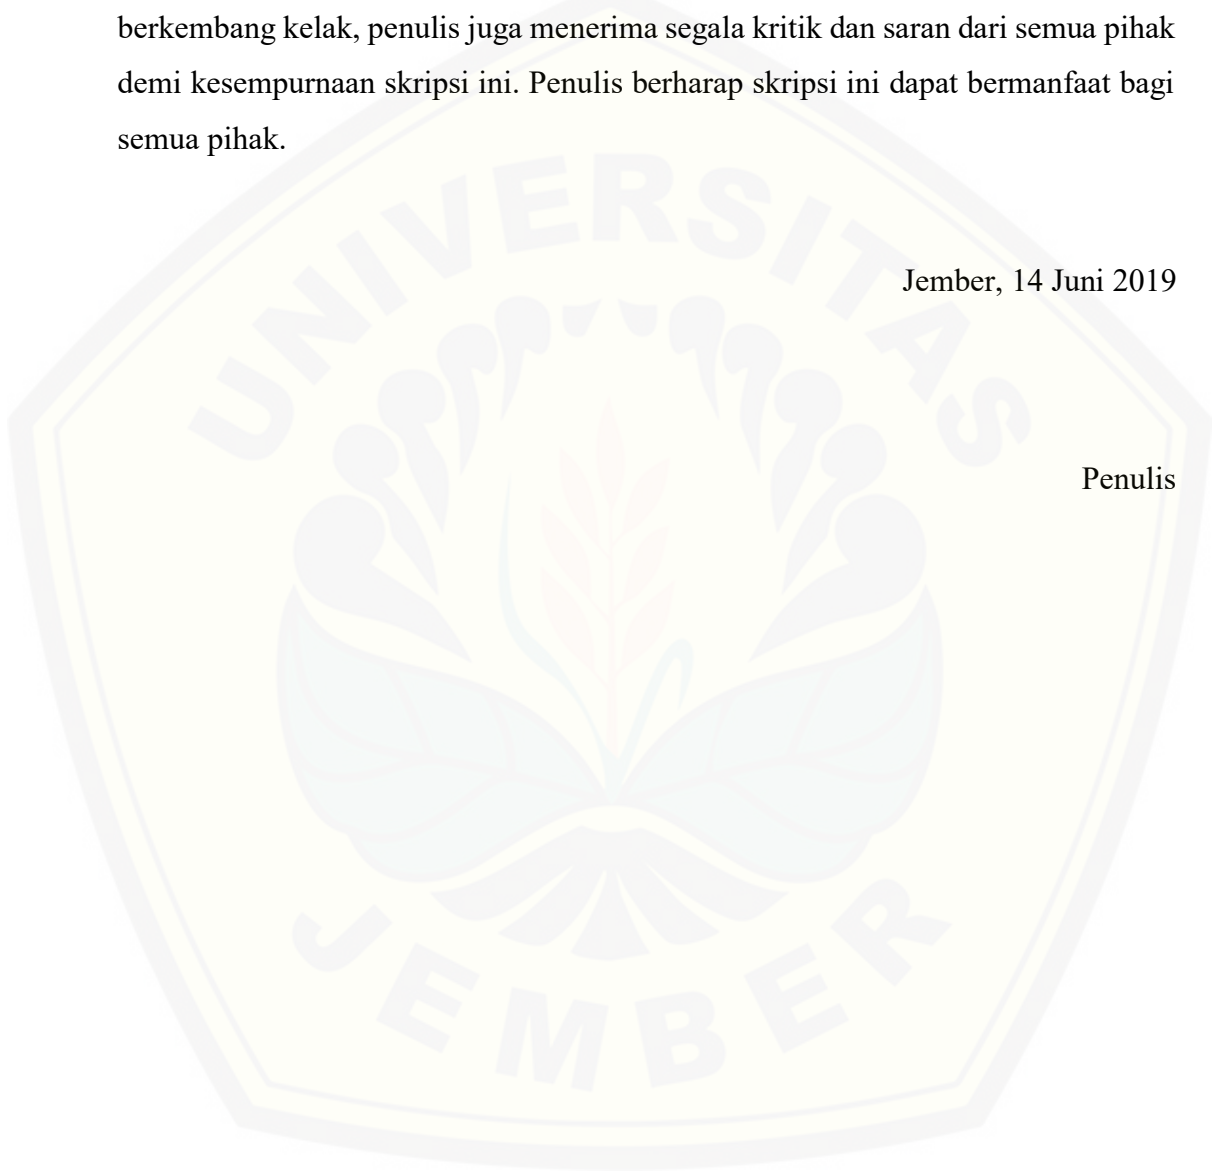 berkembang kelak, penulis juga menerima segala kritik dan saran dari semua pihak
demi kesempurnaan skripsi ini. Penulis berharap skripsi ini dapat bermanfaat bagi
semua pihak.
UNIVERSITAS
Jember, 14 Juni 2019
Penulis
JEMBER